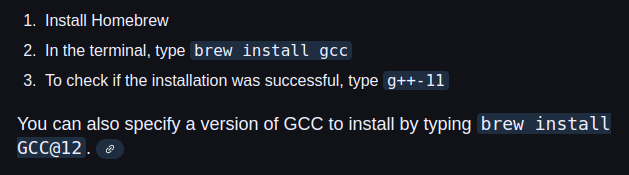 1. Install Homebrew
2. In the terminal, type brew install gcc
3. To check if the installation was successful, type g++-11
You can also specify a version of GCC to install by typing brew install
GCC@12.